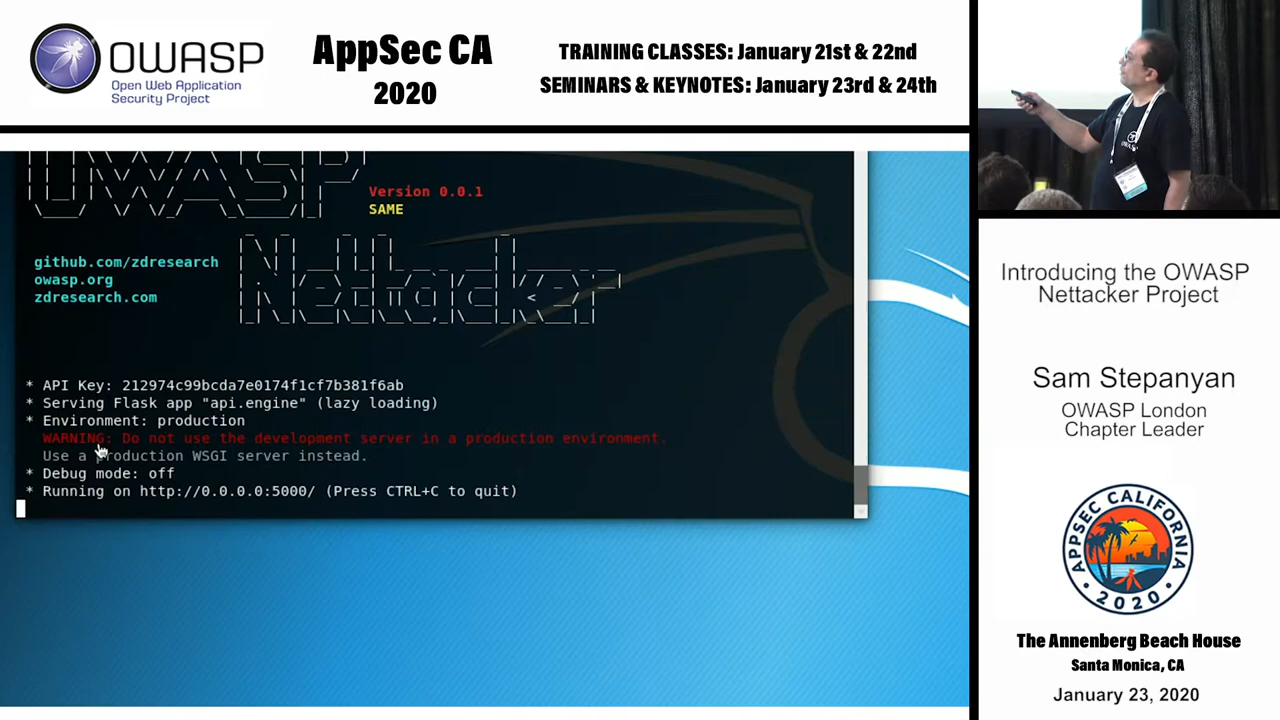 OWASP
Open Web Application
Security Project
AppSec CA
2020
TRAINING CLASSES: January 21st & 22nd
SEMINARS & KEYNOTES: January 23rd & 24th
OWASP
Version 0.0.1
SAME
github.com/zdresearch
owasp.org
zdresearch.com
Nettacker
* API Key: 212974c99bcda7e0174f1cf7b381f6ab
* Serving Flask app "api.engine" (lazy loading)
* Environment: production
WARNING: Do not use the development server in a production environment.
Use a production WSGI server instead.
* Debug mode: off
* Running on http://0.0.0.0:5000/ (Press CTRL+C to quit)
OWASP
Introducing the OWASP
Nettacker Project
Sam Stepanyan
OWASP London
Chapter Leader
APPSEC CALIFORNIA
• 2020 •
The Annenberg Beach House
Santa Monica, CA
January 23, 2020